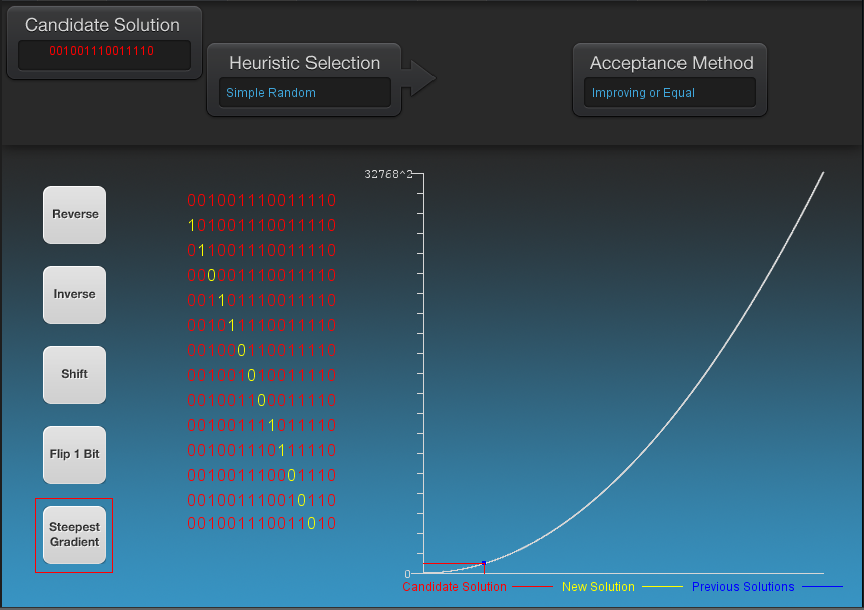 Candidate Solution
001001110011110
Heuristic Selection
Simple Random
Acceptance Method
Improving or Equal
32768^2
Reverse
Inverse
Shift
Flip 1 Bit
Steepest
Gradient
001001110011110
101001110011110
011001110011110
000001110011110
001101110011110
001011110011110
001000110011110
001001010011110
001001100011110
001001111011110
001001110111110
001001110001110
001001110010110
001001110011010
0
Candidate Solution New Solution Previous Solutions